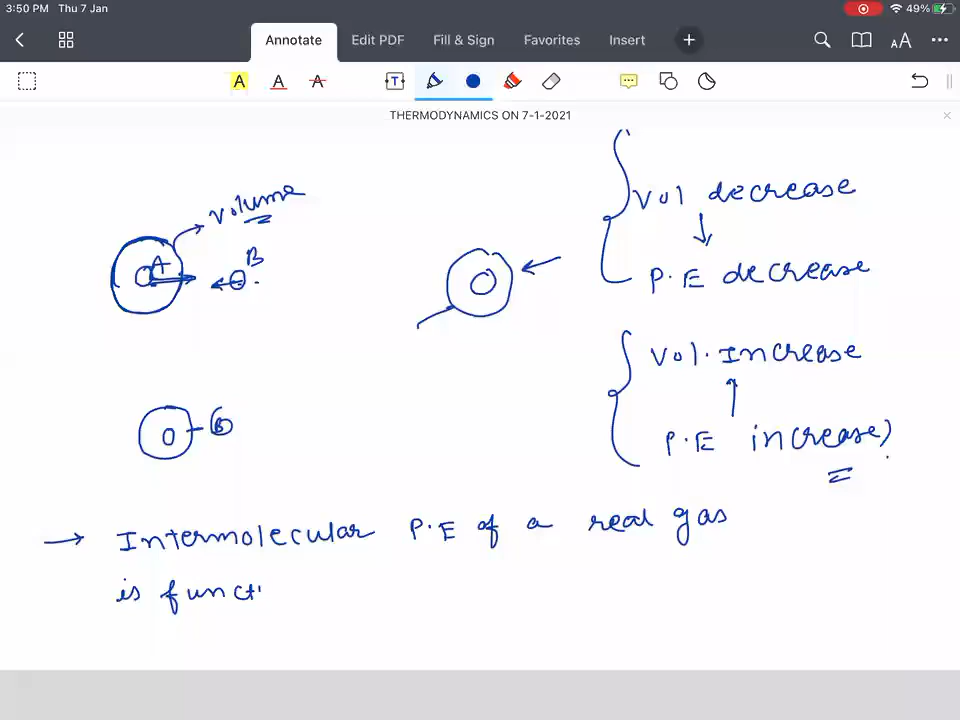 3:50 PM Thu 7 Jan
49%
Annotate Edit PDF Fill & Sign Favorites Insert
A A A T
AA
THERMODYNAMICS ON 7-1-2021
volume
A
B
Vol decrease
P.E decrease
Vol. Increase
P.E increase
B
Intermolecular P.E of a real gas
is funct